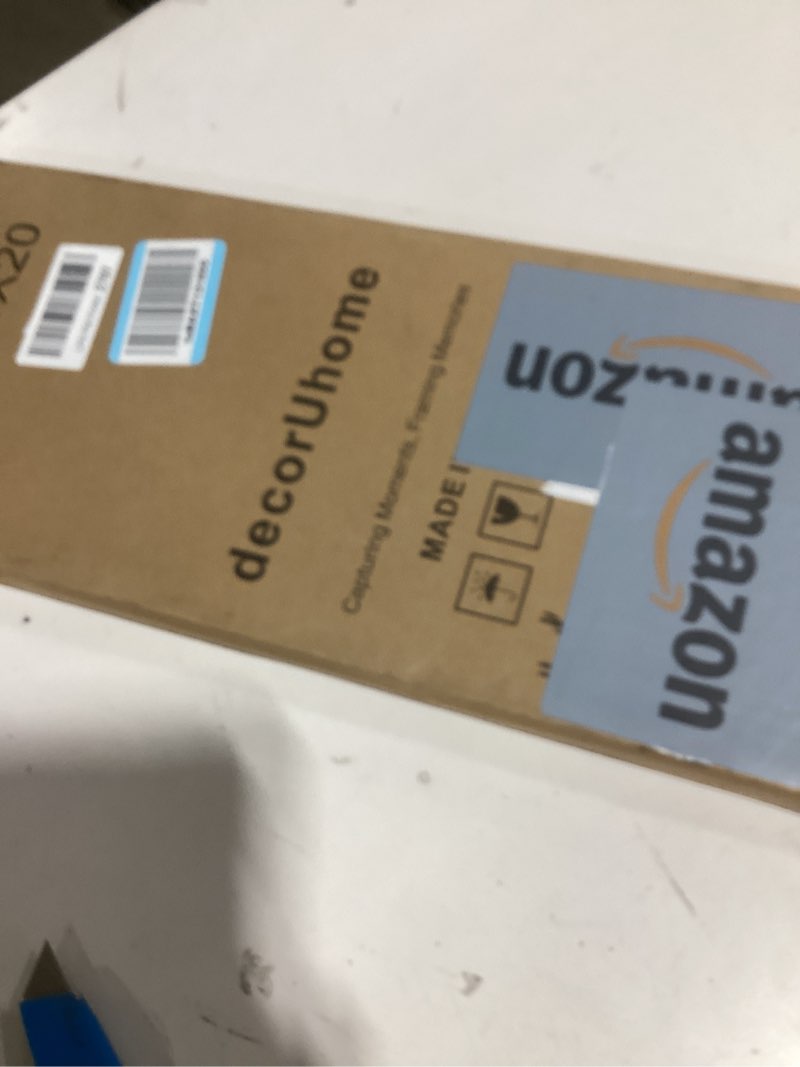 X20
decorUhome
Capturing Moments, Framing Memories
MADE I
zon
amazon